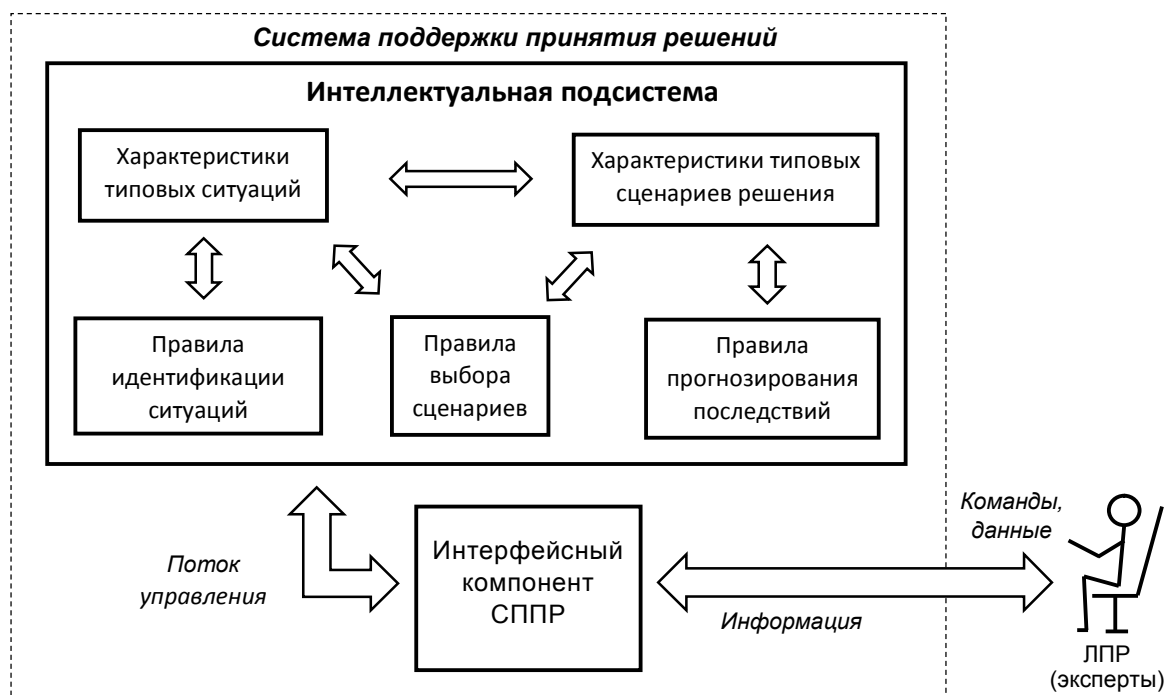 Система поддержки принятия решений
Интеллектуальная подсистема
Характеристики
типовых ситуаций
Характеристики типовых
сценариев решения
Правила
идентификации
ситуаций
Правила
выбора
сценариев
Правила
прогнозирования
последствий
Поток
управления
Интерфейсный
компонент
СППР
Команды,
данные
Информация
ЛПР
(эксперты)